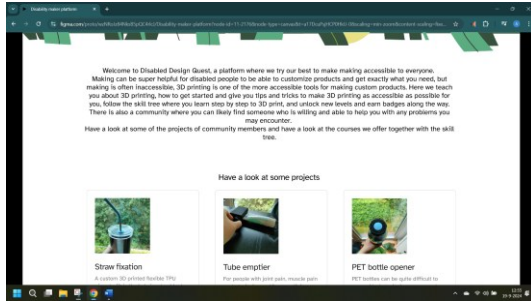 Disability maker platform
figma.com/proto/
Welcome to Disabled Design Quest, a platform where we try our best to make making accessible to everyone.
Making can be super helpful for disabled people to be able to customize products and get exactly what you need, but
making is often inaccessible, 3D printing is one of the more accessible tools for making custom products. Here we teach
you about 3D printing, how to get started and give you tips and tricks to make 3D printing as accessible as possible for
you, follow the skill tree where you learn step by step to 3D print, and unlock new levels and earn badges along the way.
There is also a community where you can likely find someone who is willing and able to help you with any problems you
may encounter.
Have a look at some of the projects of community members and have a look at the courses we offer together with the skill
tree.
Have a look at some projects
Straw fixation
A custom 3D printed flexible TPU
Tube emptier
For people with joint pain, muscle pain
PET bottle opener
PET bottles can be quite difficult to